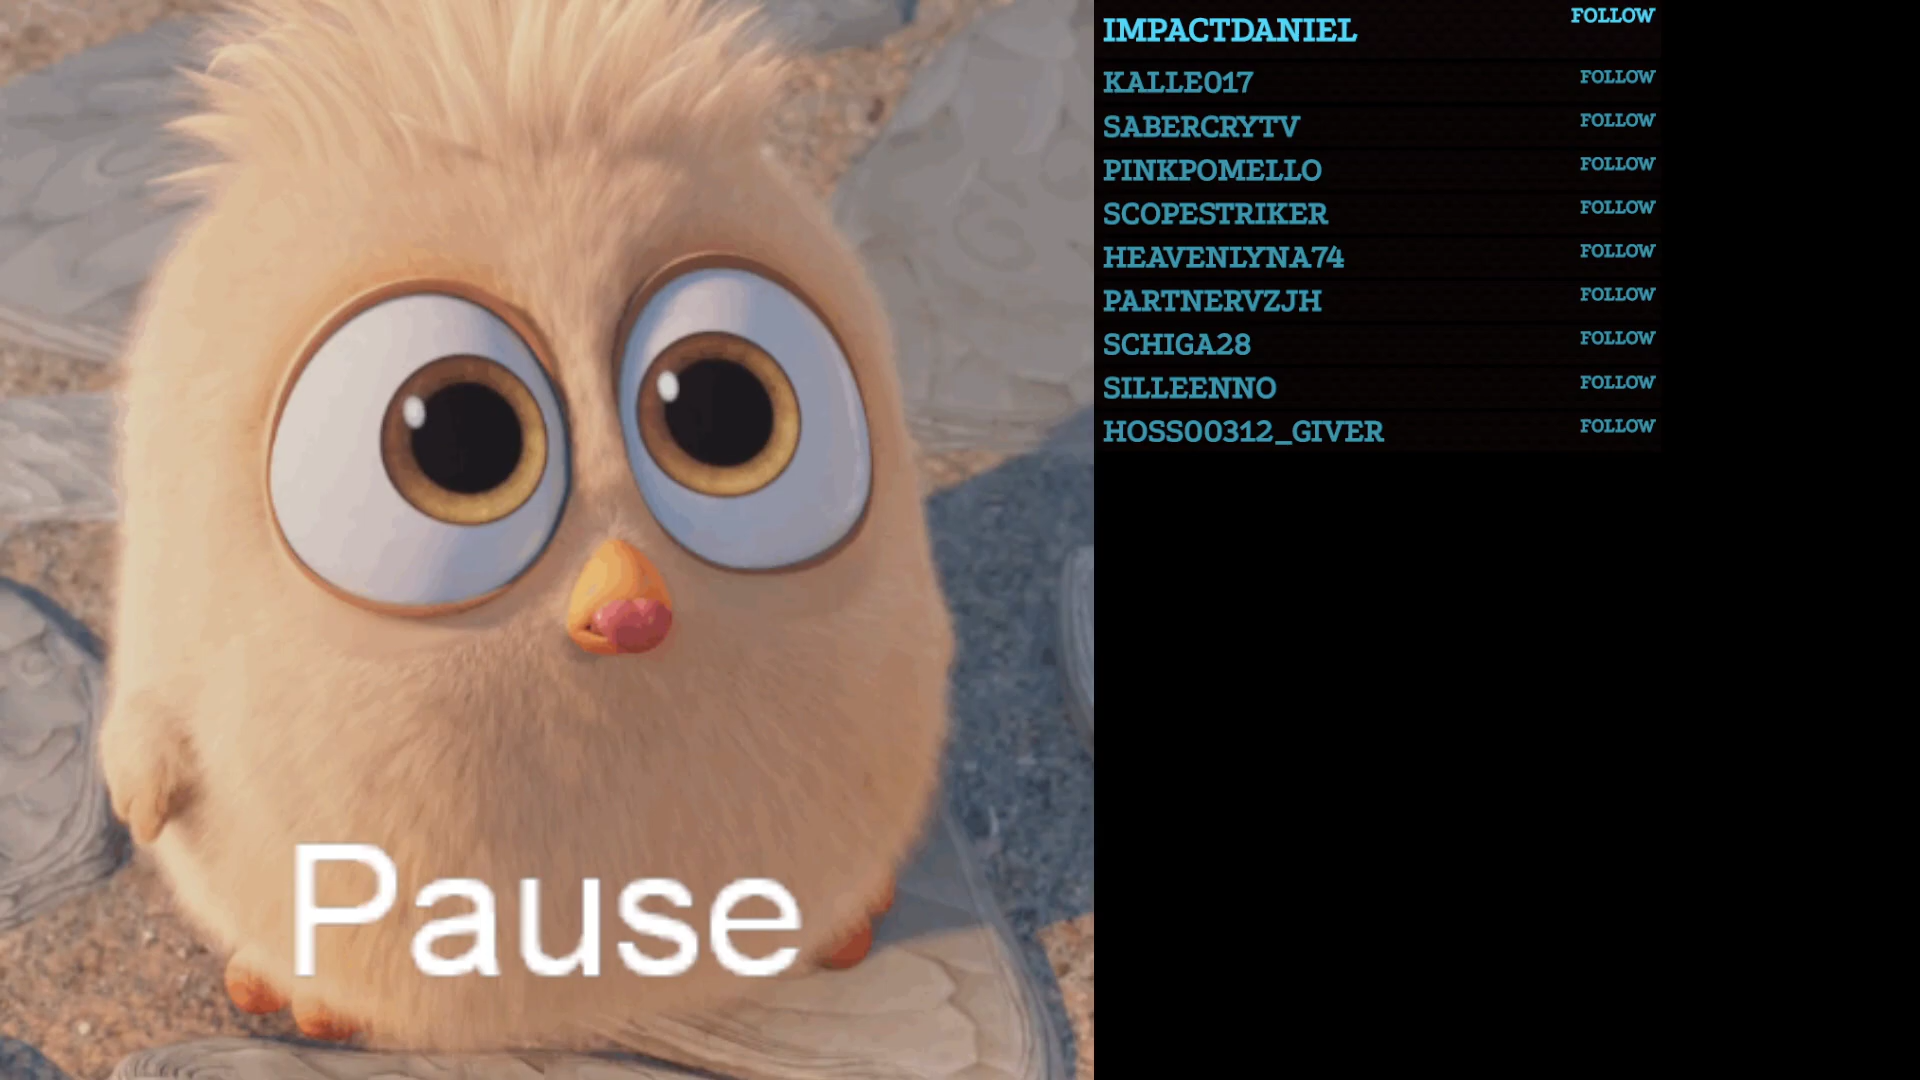 IMPACTDANIEL FOLLOW
KALLE017 FOLLOW
SABERCRYTV FOLLOW
PINKPOMELLO FOLLOW
SCOPESTRIKER FOLLOW
HEAVENLYNA74 FOLLOW
PARTNERVZJH FOLLOW
SCHIGA28 FOLLOW
SILLEENNO FOLLOW
HOSS00312_GIVER FOLLOW
Pause